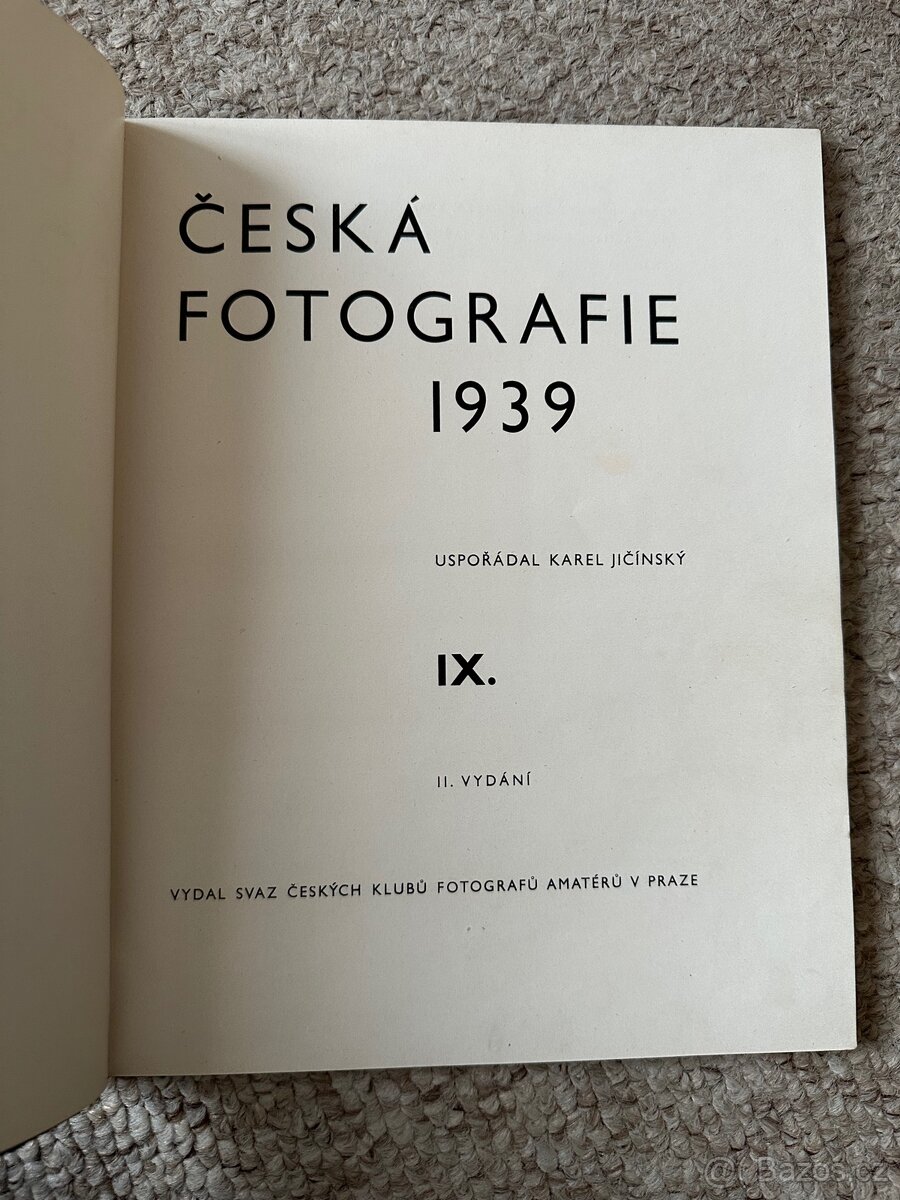 ČESKÁ
FOTOGRAFIE
1939
USPOŘÁDAL KAREL JIČÍNSKÝ
IX.
II. VYDÁNÍ
VYDAL SVAZ ČESKÝCH KLUBŮ FOTOGRAFŮ AMATÉRŮ V PRAZE
@t Bazos.cz